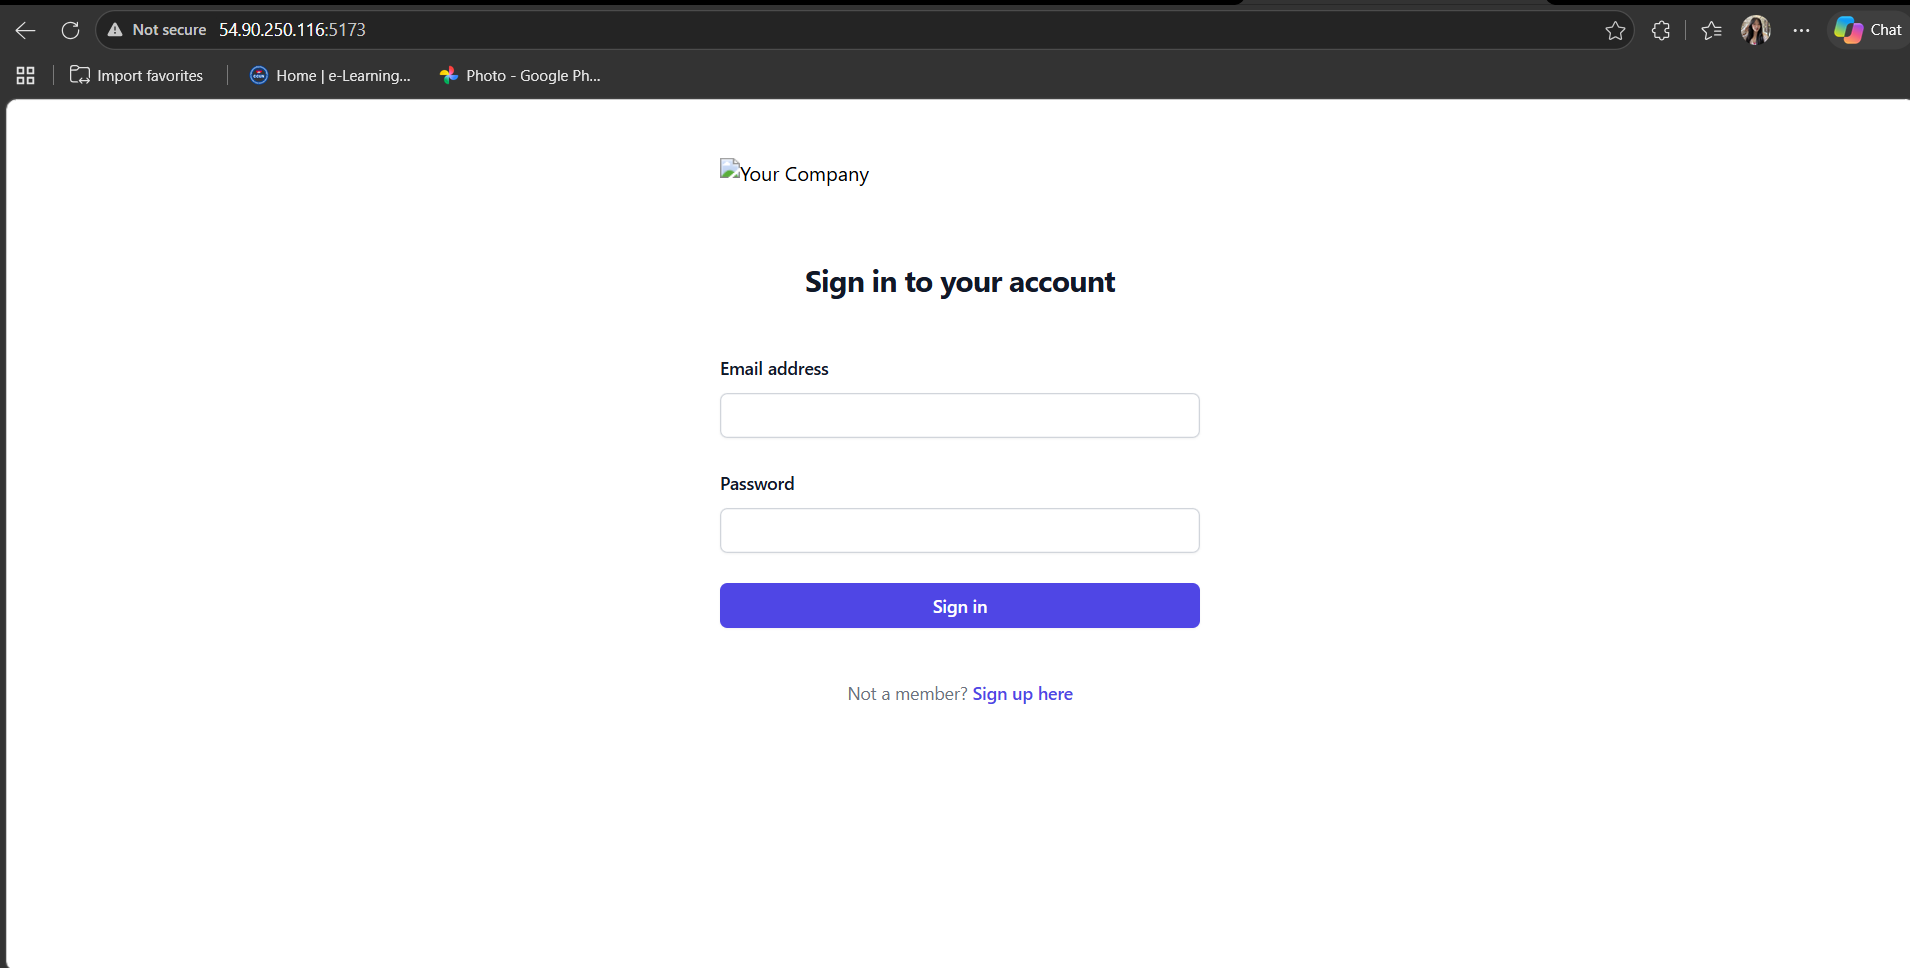 Not secure 54.90.250.116:5173 Chat
Import favorites Home | e-Learning... Photo - Google Ph...
Your Company
Sign in to your account
Email address
Password
Sign in
Not a member? Sign up here